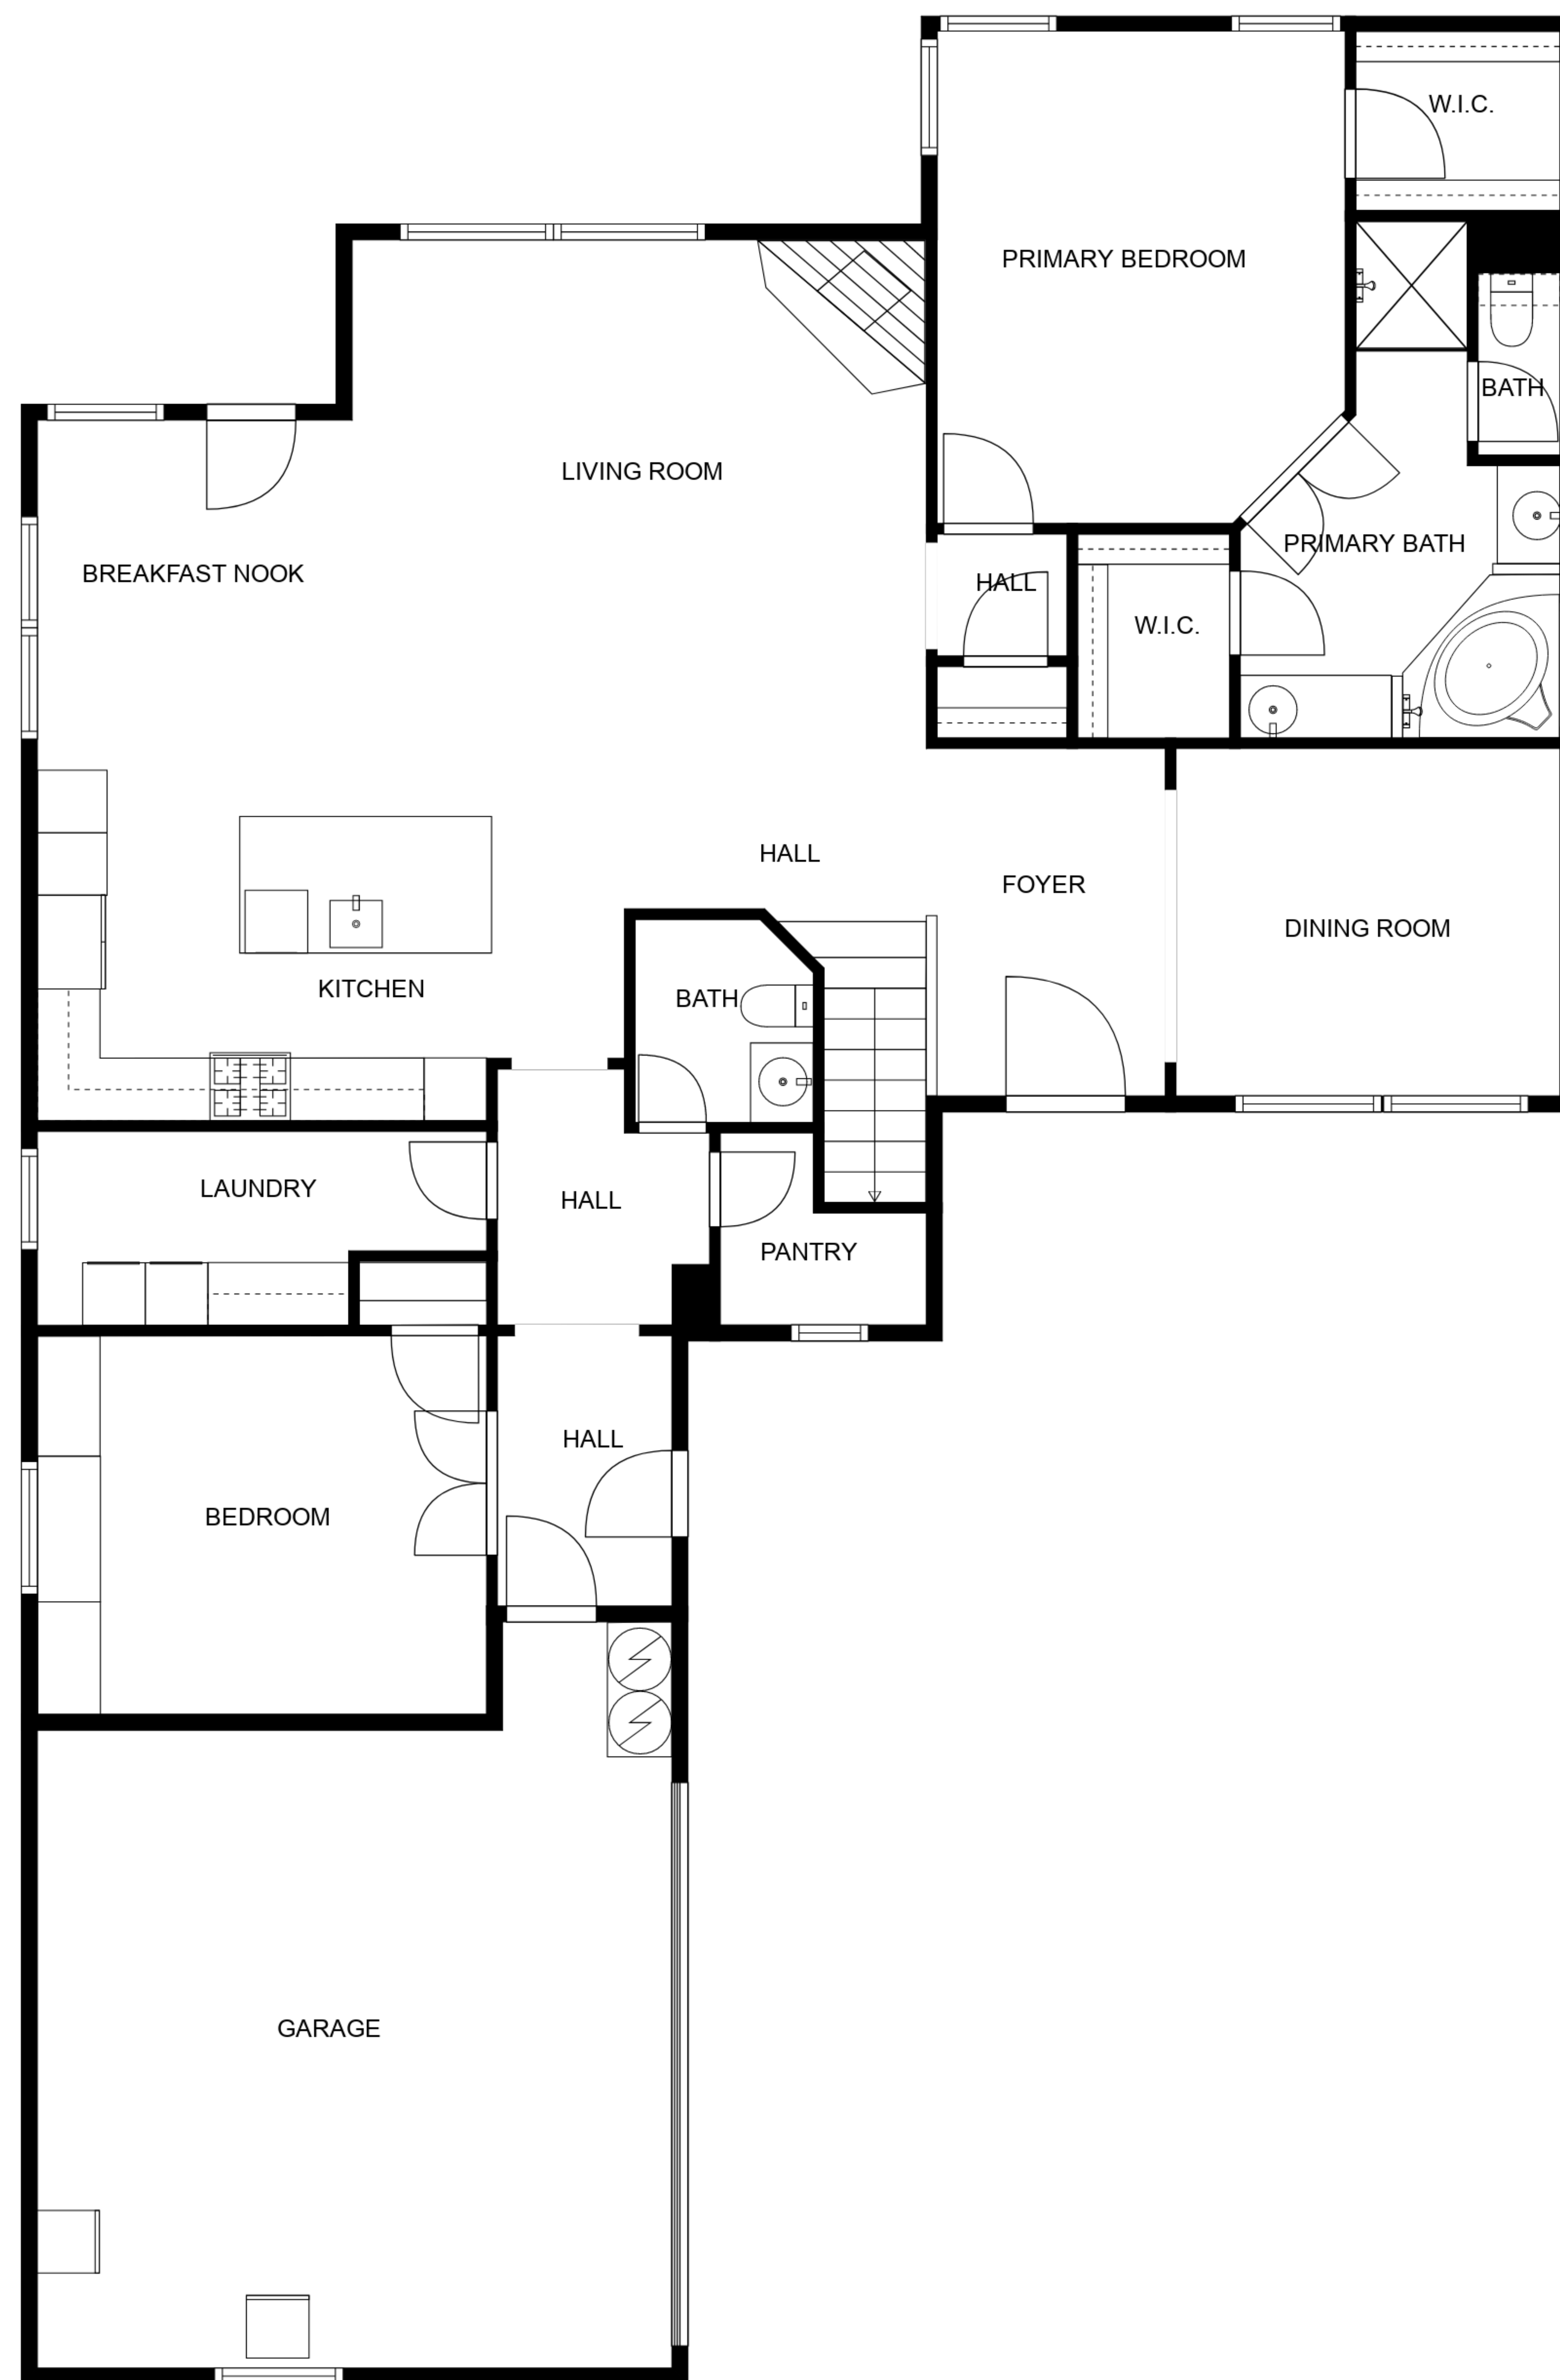 W.I.C.
PRIMARY BEDROOM
BATH
LIVING ROOM
PRIMARY BATH
BREAKFAST NOOK
HALL
W.I.C.
HALL
FOYER
DINING ROOM
KITCHEN
BATH
LAUNDRY
HALL
PANTRY
HALL
BEDROOM
GARAGE